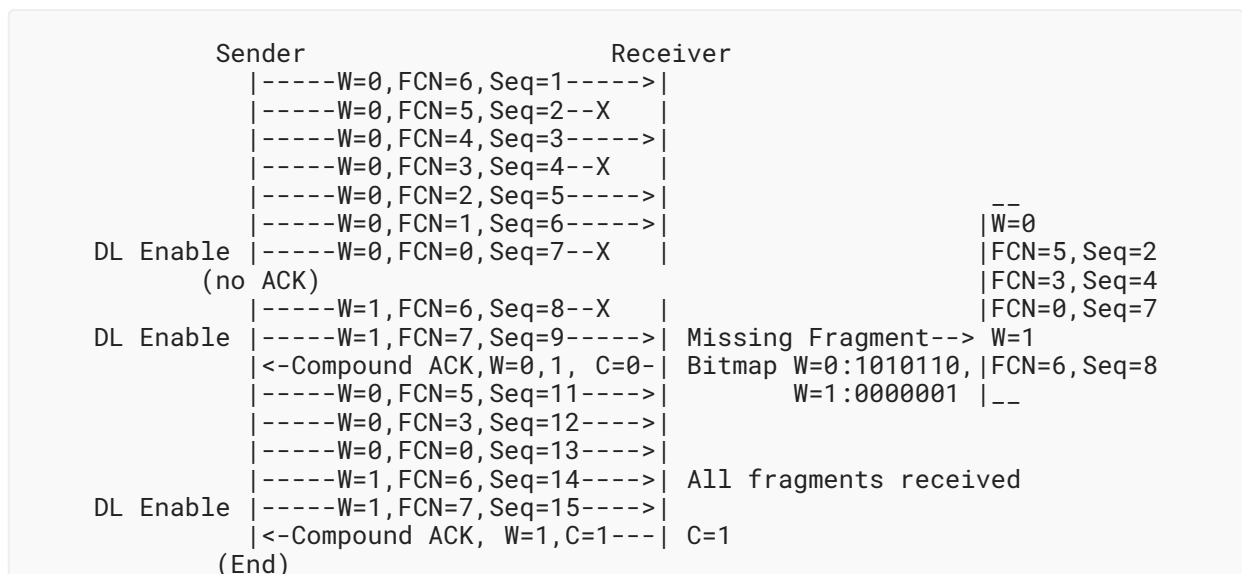 Sender                       Receiver
          |-----W=0,FCN=6,Seq=1----->|
          |-----W=0,FCN=5,Seq=2--X   |
          |-----W=0,FCN=4,Seq=3----->|
          |-----W=0,FCN=3,Seq=4--X   |
          |-----W=0,FCN=2,Seq=5----->|                     __
          |-----W=0,FCN=1,Seq=6----->|                    |W=0
DL Enable |-----W=0,FCN=0,Seq=7--X   |                    |FCN=5,Seq=2
       (no ACK)                                           |FCN=3,Seq=4
          |-----W=1,FCN=6,Seq=8--X   |                    |FCN=0,Seq=7
DL Enable |-----W=1,FCN=7,Seq=9----->| Missing Fragment--> W=1
          |<-Compound ACK,W=0,1, C=0-| Bitmap W=0:1010110,|FCN=6,Seq=8
          |-----W=0,FCN=5,Seq=11---->|        W=1:0000001 |__
          |-----W=0,FCN=3,Seq=12---->|
          |-----W=0,FCN=0,Seq=13---->|
          |-----W=1,FCN=6,Seq=14---->| All fragments received
DL Enable |-----W=1,FCN=7,Seq=15---->|
          |<-Compound ACK, W=1,C=1---| C=1
        (End)